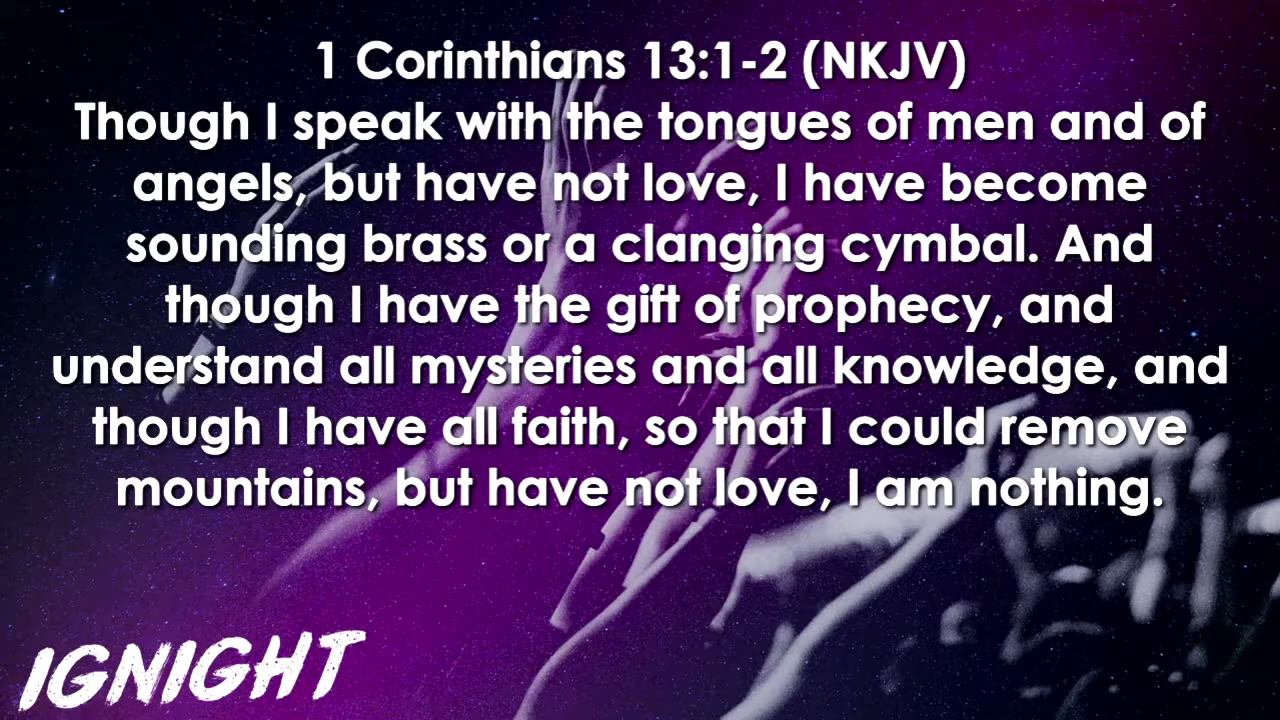 1 Corinthians 13:1-2 (NKJV)
Though I speak with the tongues of men and of
angels, but have not love, I have become
sounding brass or a clanging cymbal. And
though I have the gift of prophecy, and
understand all mysteries and all knowledge, and
though I have all faith, so that I could remove
mountains, but have not love, I am nothing.
IGNIGHT